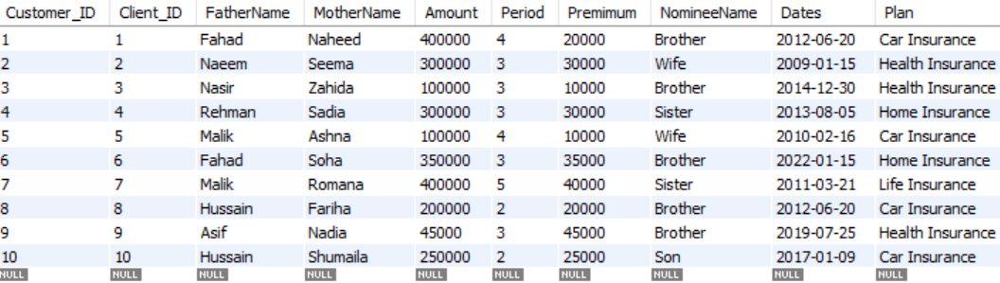 Customer_ID Client_ID FatherName MotherName Amount Period Premimum NomineeName Dates Plan
1 1 Fahad Naheed 400000 4 20000 Brother 2012-06-20 Car Insurance
2 2 Naeem Seema 300000 3 30000 Wife 2009-01-15 Health Insurance
3 3 Nasir Zahida 100000 3 10000 Brother 2014-12-30 Health Insurance
4 4 Rehman Sadia 300000 3 30000 Sister 2013-08-05 Home Insurance
5 5 Malik Ashna 100000 4 10000 Wife 2010-02-16 Car Insurance
6 6 Fahad Soha 350000 3 35000 Brother 2022-01-15 Home Insurance
7 7 Malik Romana 400000 5 40000 Sister 2011-03-21 Life Insurance
8 8 Hussain Fariha 200000 2 20000 Brother 2012-06-20 Car Insurance
9 9 Asif Nadia 45000 3 45000 Brother 2019-07-25 Health Insurance
10 10 Hussain Shumaila 250000 2 25000 Son 2017-01-09 Car Insurance
NULL NULL NULL NULL NULL NULL NULL NULL NULL NULL